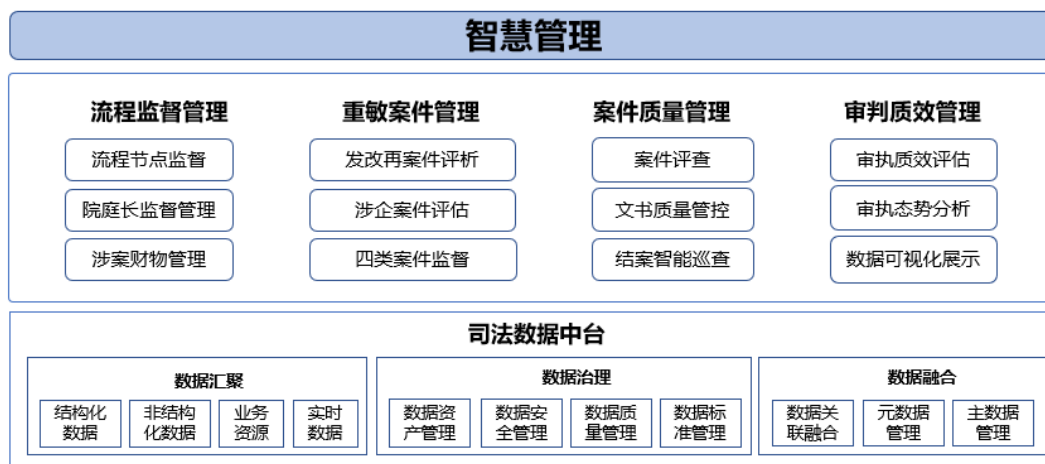 智慧管理
流程监督管理
重敏案件管理
案件质量管理
审判质效管理
流程节点监督
发改再案件评析
案件评查
审执质效评估
院庭长监督管理
涉企案件评估
文书质量管控
审执态势分析
涉案财物管理
四类案件监督
结案智能巡查
数据可视化展示
司法数据中台
数据汇聚
数据治理
数据融合
结构化
数据
非结构
化数据
业务
资源
实时
数据
数据资
产管理
数据安
全管理
数据质
量管理
数据标
准管理
数据关
联融合
元数据
管理
主数据
管理